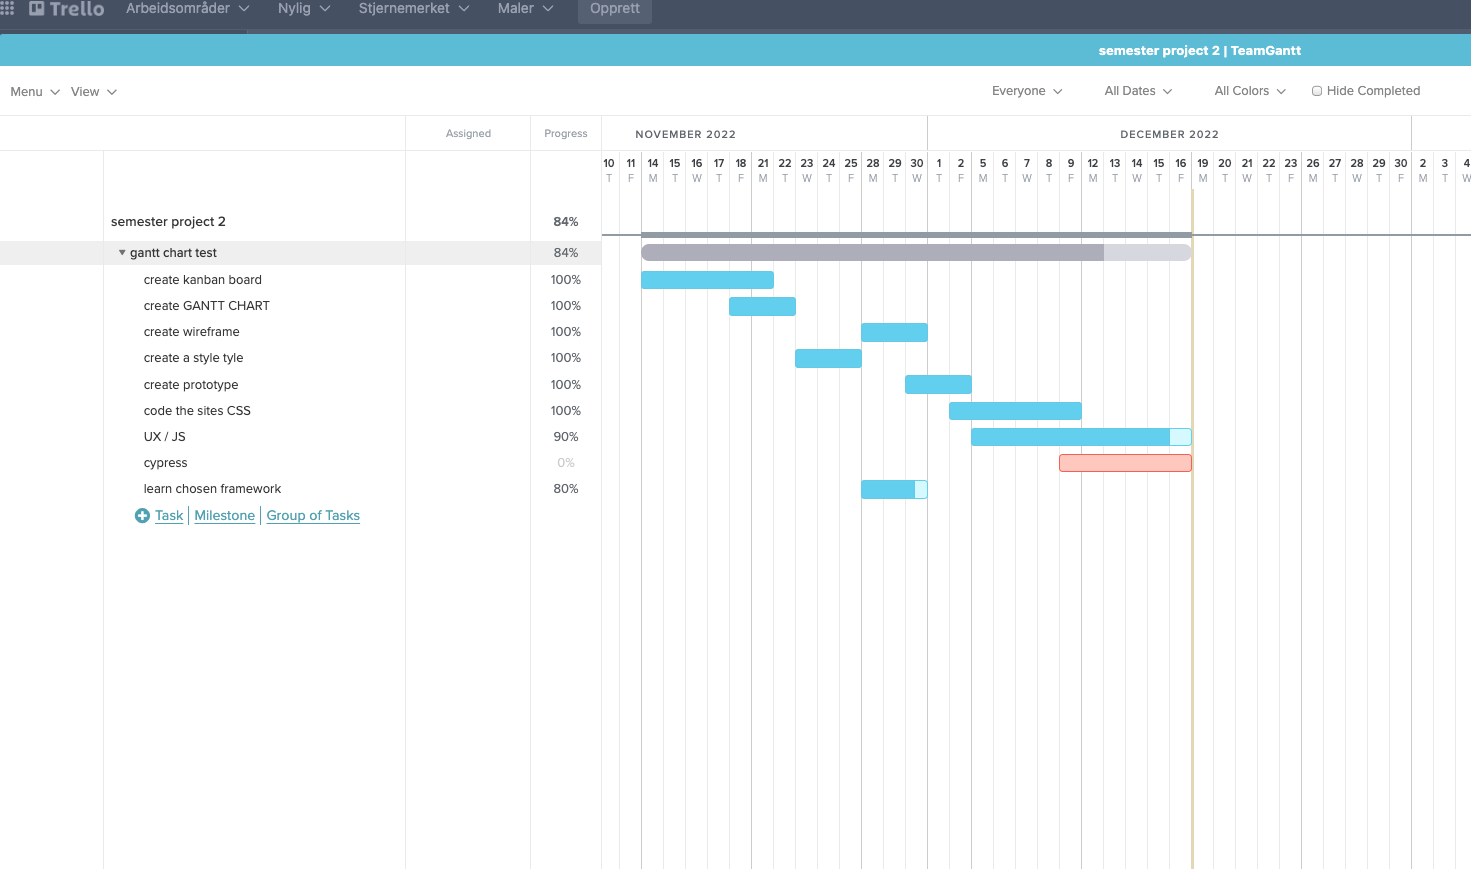 Trello Arbeidsområder Nylig Stjernemerket Maler Opprett
semester project 2 | TeamGantt
Menu View Everyone All Dates All Colors Hide Completed
Assigned Progress NOVEMBER 2022 DECEMBER 2022
10 11 14 15 16 17 18 21 22 23 24 25 28 29 30 1 2 5 6 7 8 9 12 13 14 15 16 19 20 21 22 23 26 27 28 29 30 2 3 4
T F M T W T F M T W T F M T W T F M T W T F M T W T F M T W T F M T W T F M T W
semester project 2 84%
gantt chart test 84%
create kanban board 100%
create GANTT CHART 100%
create wireframe 100%
create a style tyle 100%
create prototype 100%
code the sites CSS 100%
UX / JS 90%
cypress 0%
learn chosen framework 80%
Task | Milestone | Group of Tasks